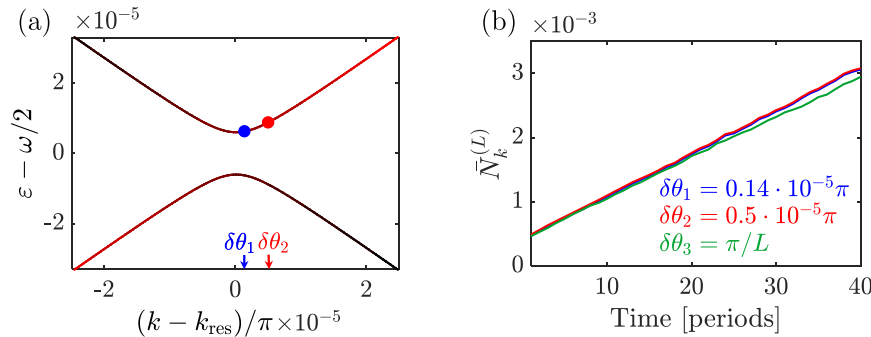 (a)
×10⁻⁵
ε − ω/2
2
0
-2
δθ₁ δθ₂
-2 0 2
(k − k_res)/π ×10⁻⁵
(b)
×10⁻³
N̄_k^(L)
3
2
1
0
δθ₁ = 0.14 · 10⁻⁵π
δθ₂ = 0.5 · 10⁻⁵π
δθ₃ = π/L
10 20 30 40
Time [periods]